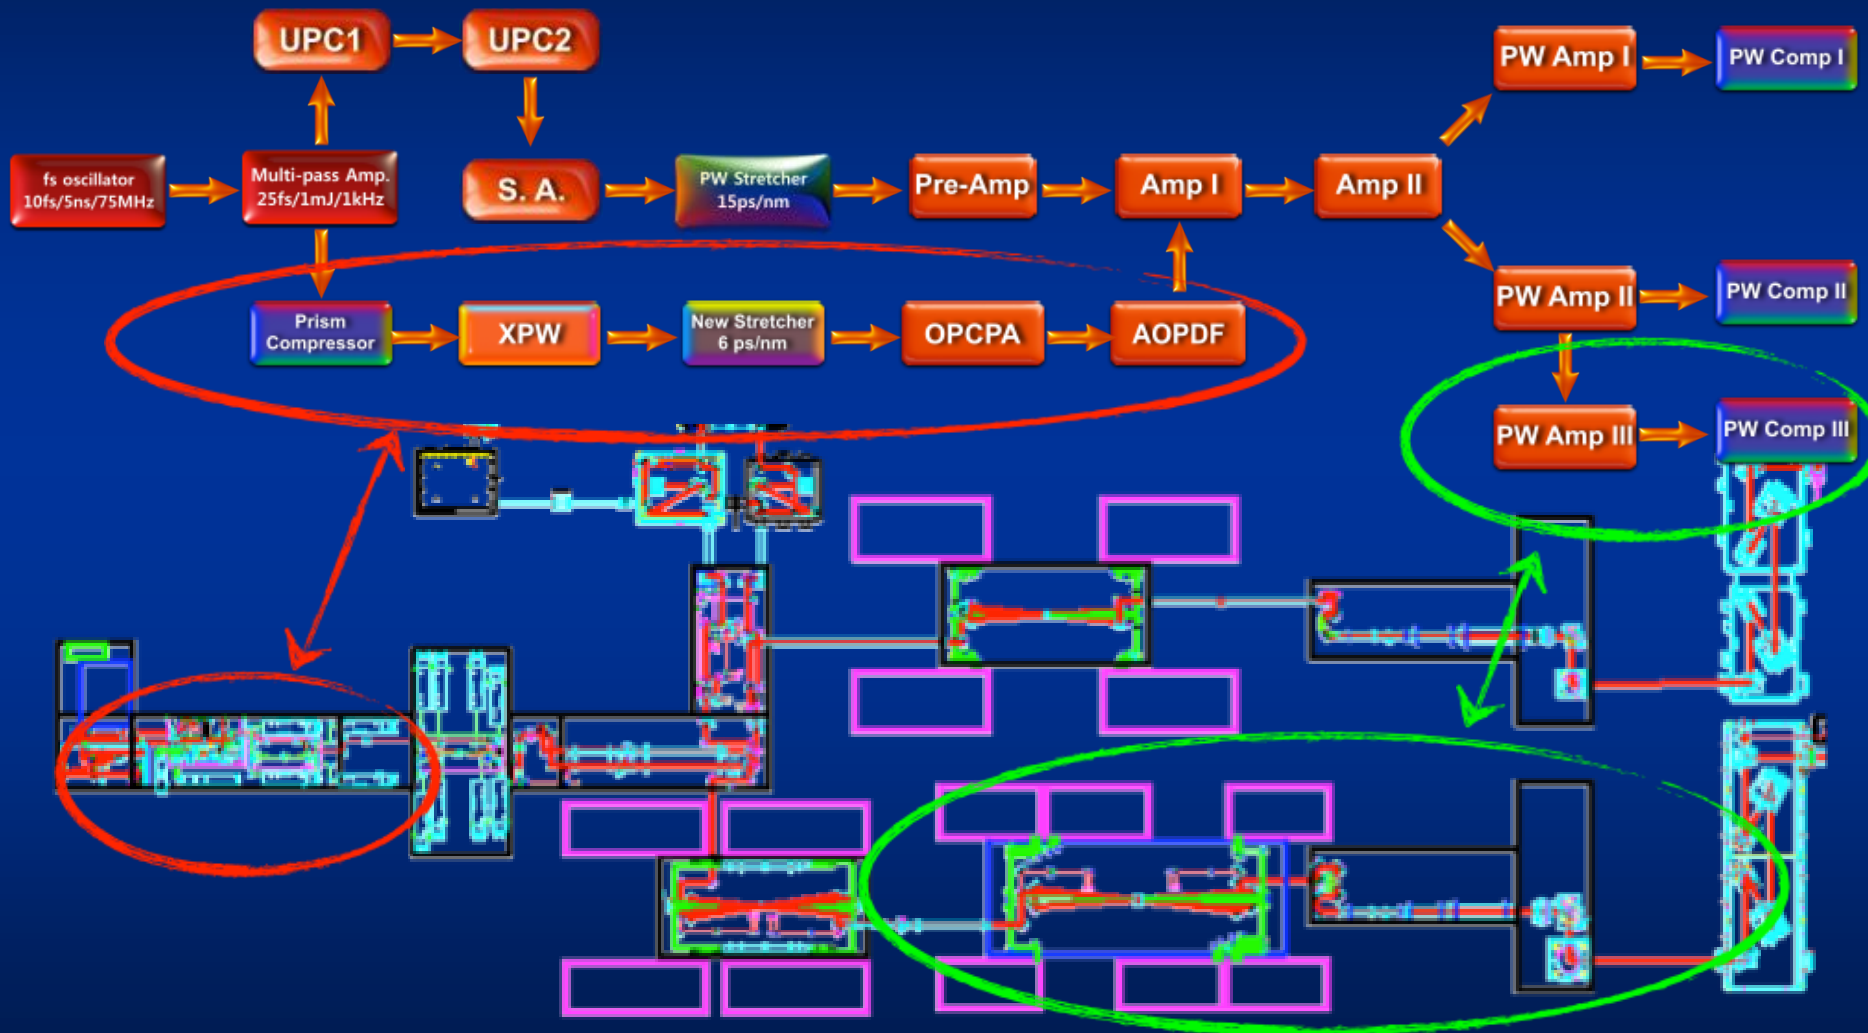 UPC1
UPC2
PW Amp I
PW Comp I
fs oscillator
10fs/5ns/75MHz
Multi-pass Amp.
25fs/1mJ/1kHz
S. A.
PW Stretcher
15ps/nm
Pre-Amp
Amp I
Amp II
PW Amp II
PW Comp II
Prism
Compressor
XPW
New Stretcher
6 ps/nm
OPCPA
AOPDF
PW Amp III
PW Comp III